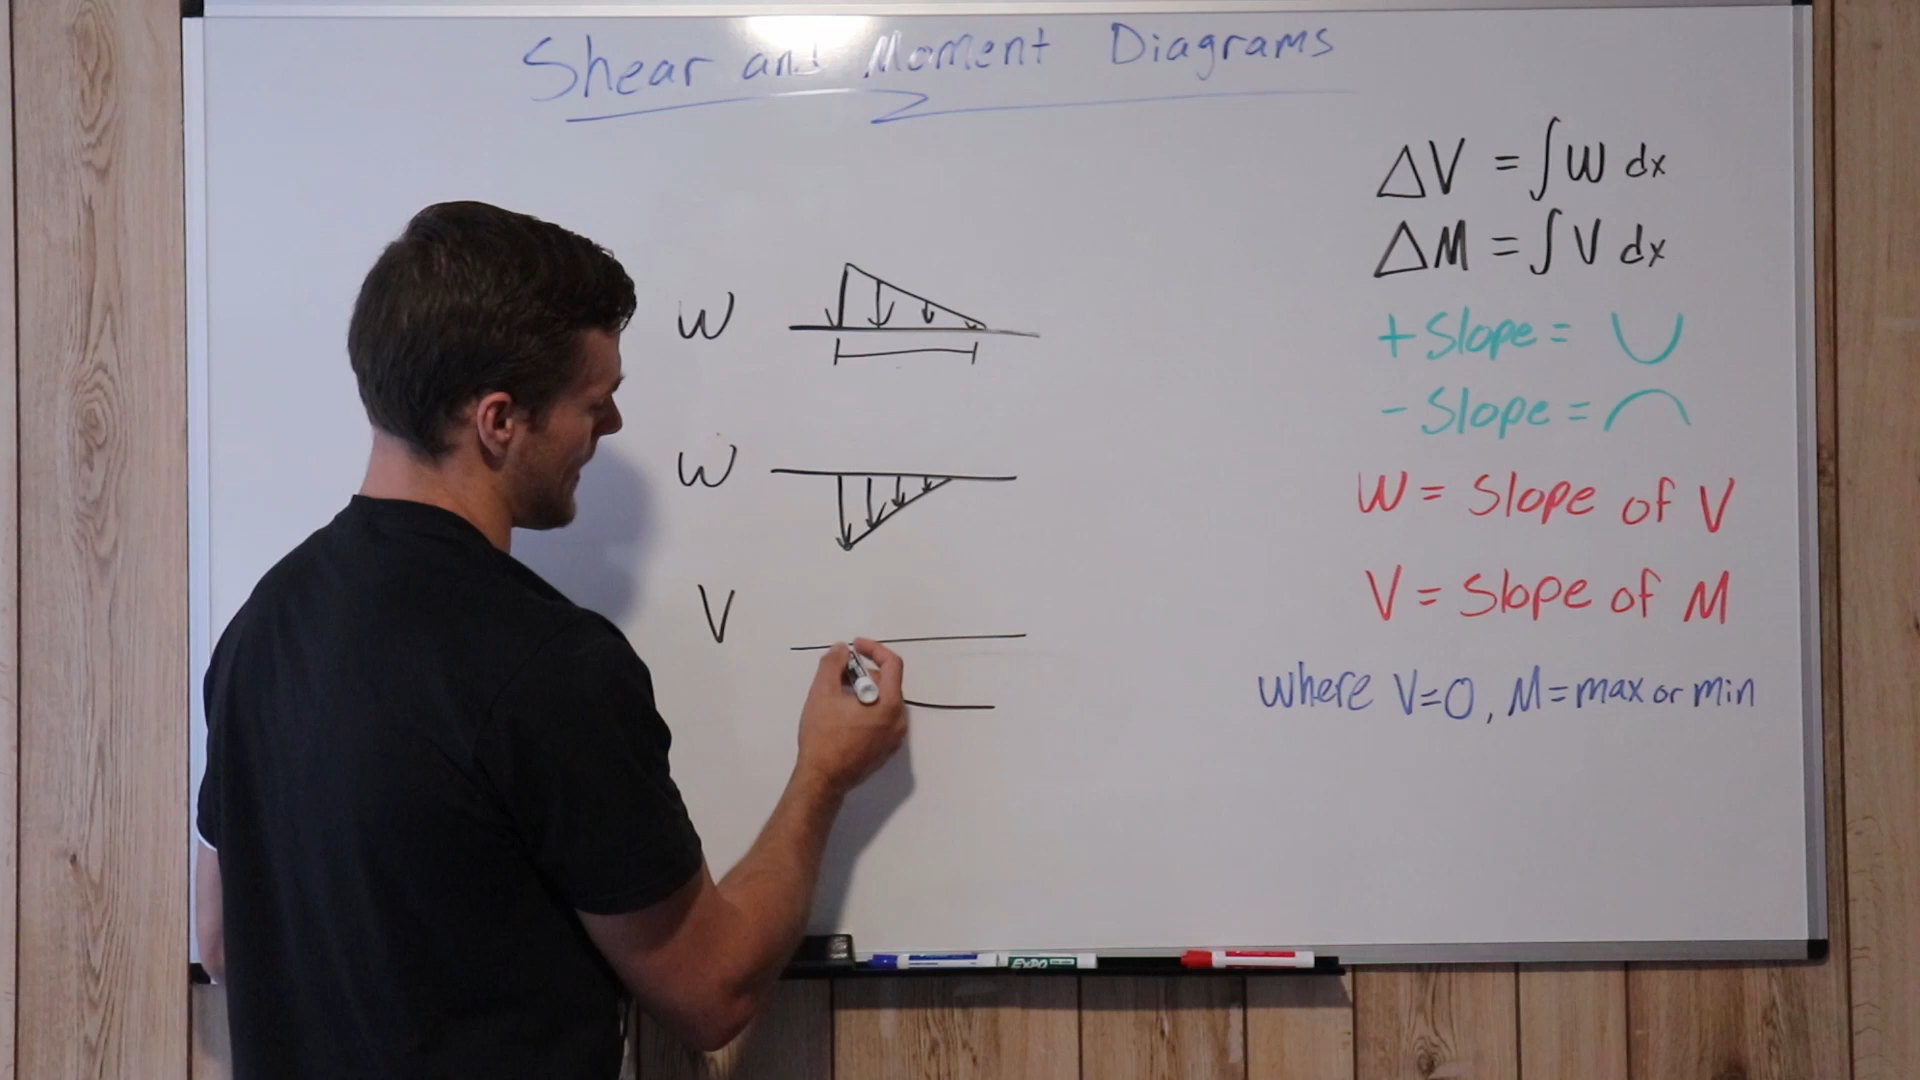 Shear and Moment Diagrams
W
W
V
ΔV = ∫W dx
ΔM = ∫V dx
+ Slope = ∪
- Slope = ⌒
W = Slope of V
V = Slope of M
where V=0, M=max or min
EXPO